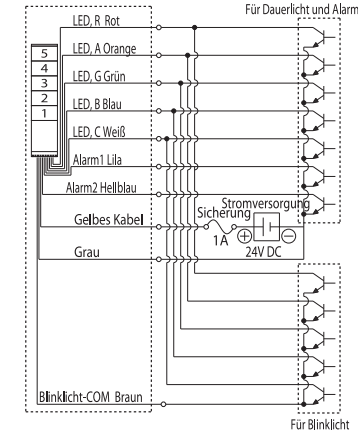 Für Dauerlicht und Alarm
LED, R Rot
LED, A Orange
LED, G Grün
LED, B Blau
LED, C Weiß
Alarm1 Lila
Alarm2 Hellblau
5
4
3
2
1
Gelbes Kabel
Sicherung
1A
Stromversorgung
24V DC
Grau
Blinklicht-COM Braun
Für Blinklicht